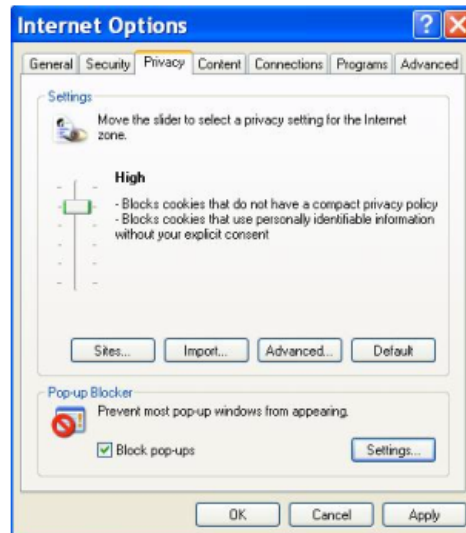 Internet Options
General Security Privacy Content Connections Programs Advanced
Settings
Move the slider to select a privacy setting for the Internet
zone.
High
- Blocks cookies that do not have a compact privacy policy
- Blocks cookies that use personally identifiable information
without your explicit consent
Sites... Import... Advanced... Default
Pop-up Blocker
Prevent most pop-up windows from appearing.
Block pop-ups Settings...
OK Cancel Apply